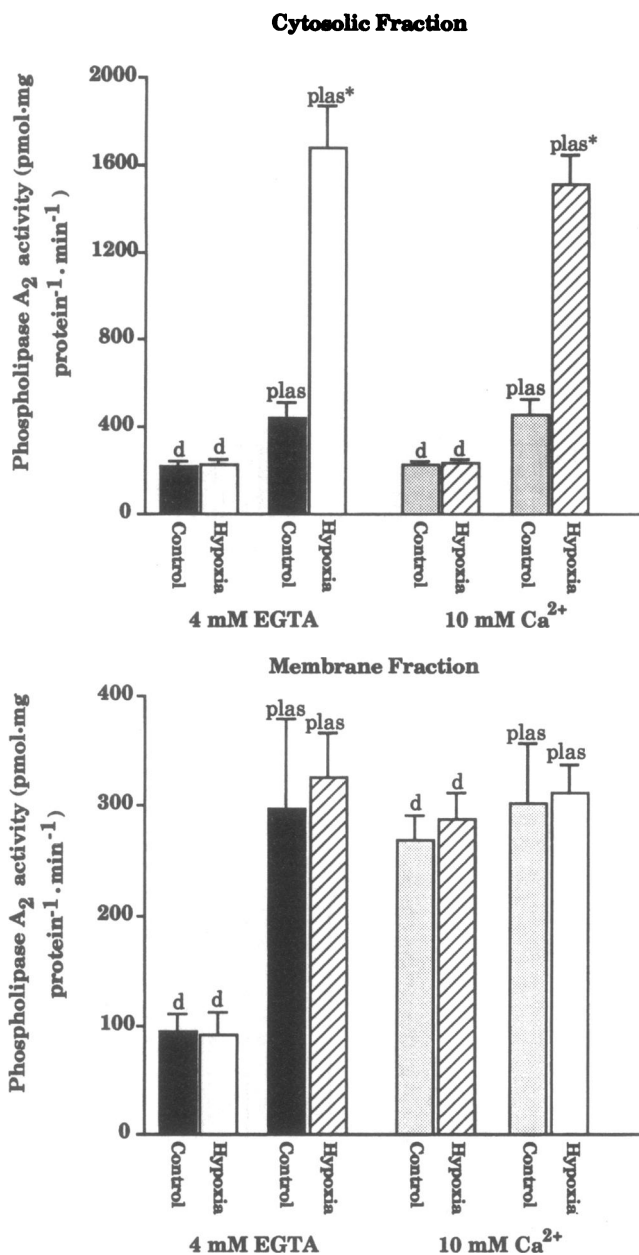 Cytosolic Fraction
Phospholipase A2 activity (pmol·mg
protein-1·min-1
2000
1600
1200
800
400
0
d
d
plas
plas*
d
d
plas
plas*
Control
Hypoxia
Control
Hypoxia
Control
Hypoxia
Control
Hypoxia
4 mM EGTA
10 mM Ca2+
Membrane Fraction
Phospholipase A2 activity (pmol·mg
protein-1·min-1
400
300
200
100
0
d
d
plas
plas
d
d
plas
plas
Control
Hypoxia
Control
Hypoxia
Control
Hypoxia
Control
Hypoxia
4 mM EGTA
10 mM Ca2+